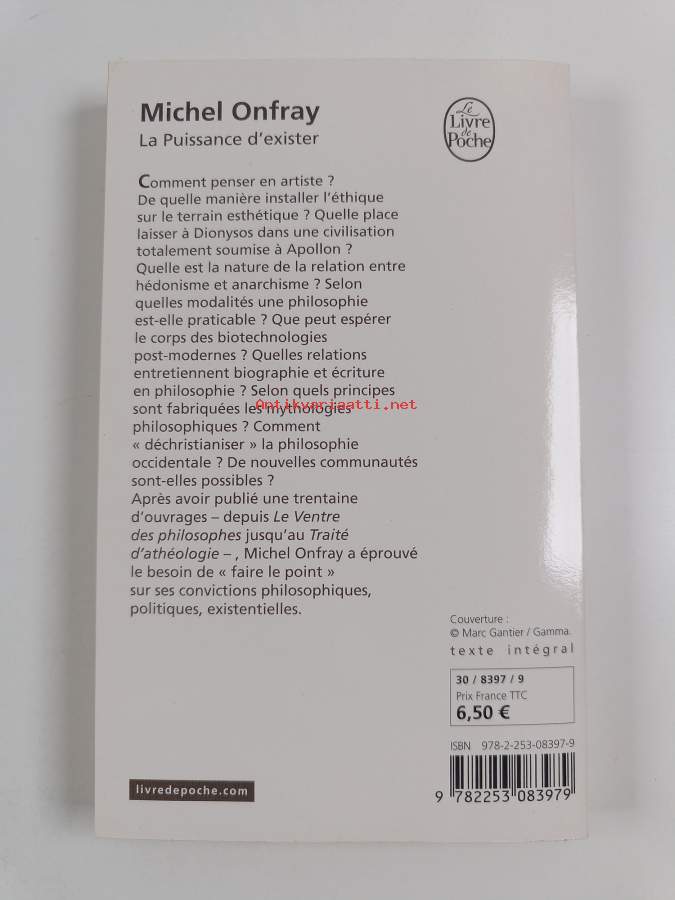 Michel Onfray
La Puissance d'exister
Le
Livre
de
Poche
Comment penser en artiste ?
De quelle manière installer l'éthique
sur le terrain esthétique ? Quelle place
laisser à Dionysos dans une civilisation
totalement soumise à Apollon ?
Quelle est la nature de la relation entre
hédonisme et anarchisme ? Selon
quelles modalités une philosophie
est-elle praticable ? Que peut espérer
le corps des biotechnologies
post-modernes ? Quelles relations
entretiennent biographie et écriture
en philosophie ? Selon quels principes
sont fabriquées les mythologies
Antikvariaatti.net
philosophiques ? Comment
« déchristianiser » la philosophie
occidentale ? De nouvelles communautés
sont-elles possibles ?
Après avoir publié une trentaine
d'ouvrages – depuis Le Ventre
des philosophes jusqu'au Traité
d'athéologie – , Michel Onfray a éprouvé
le besoin de « faire le point »
sur ses convictions philosophiques,
politiques, existentielles.
Couverture :
© Marc Gantier / Gamma.
texte intégral
30 / 8397 / 9
Prix France TTC
6,50 €
ISBN 978-2-253-08397-9
9 782253 083979
livredepoche.com